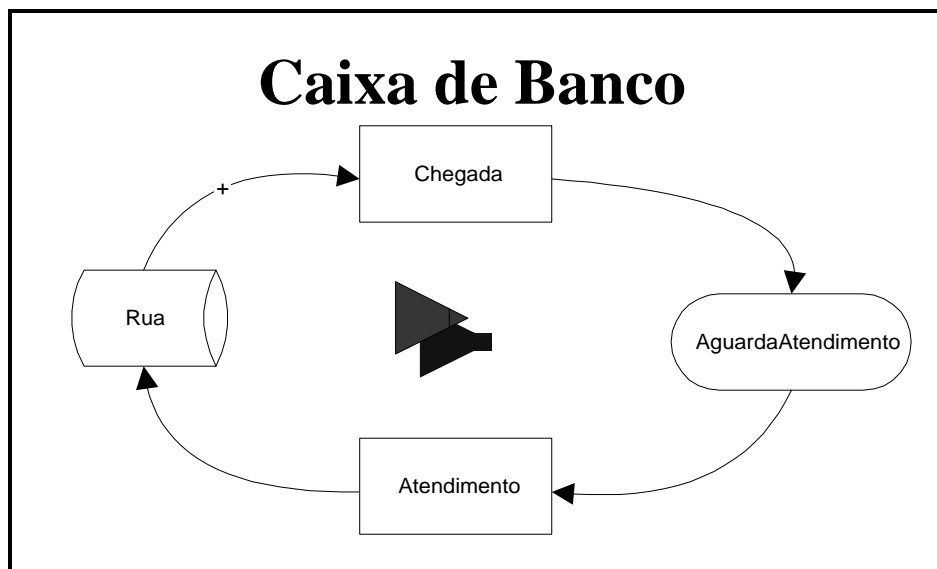 Caixa de Banco
Chegada
+
Rua
AguardaAtendimento
Atendimento